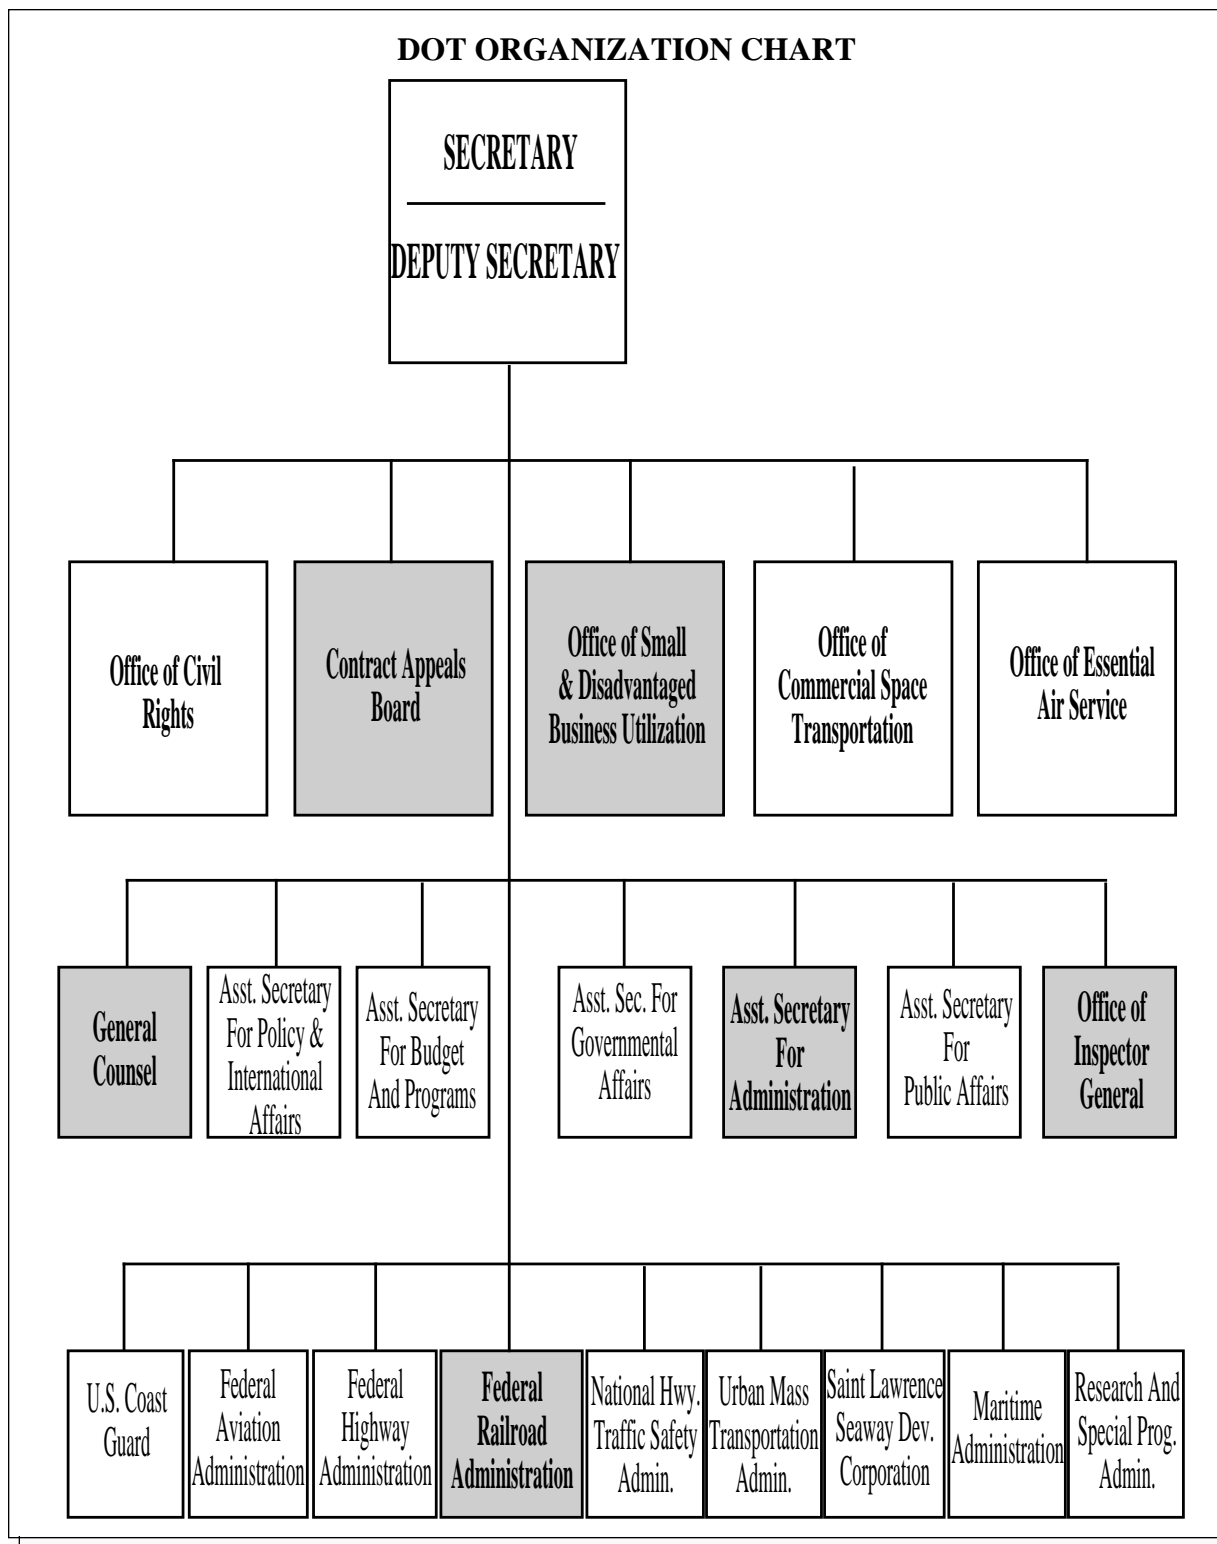 DOT ORGANIZATION CHART
SECRETARY
DEPUTY SECRETARY
Office of Civil
Rights
Contract Appeals
Board
Office of Small
& Disadvantaged
Business Utilization
Office of
Commercial Space
Transportation
Office of Essential
Air Service
General
Counsel
Asst. Secretary
For Policy &
International
Affairs
Asst. Secretary
For Budget
And Programs
Asst. Sec. For
Governmental
Affairs
Asst. Secretary
For
Administration
Asst. Secretary
For
Public Affairs
Office of
Inspector
General
U.S. Coast
Guard
Federal
Aviation
Administration
Federal
Highway
Administration
Federal
Railroad
Administration
National Hwy.
Traffic Safety
Admin.
Urban Mass
Transportation
Admin.
Saint Lawrence
Seaway Dev.
Corporation
Maritime
Administration
Research And
Special Prog.
Admin.